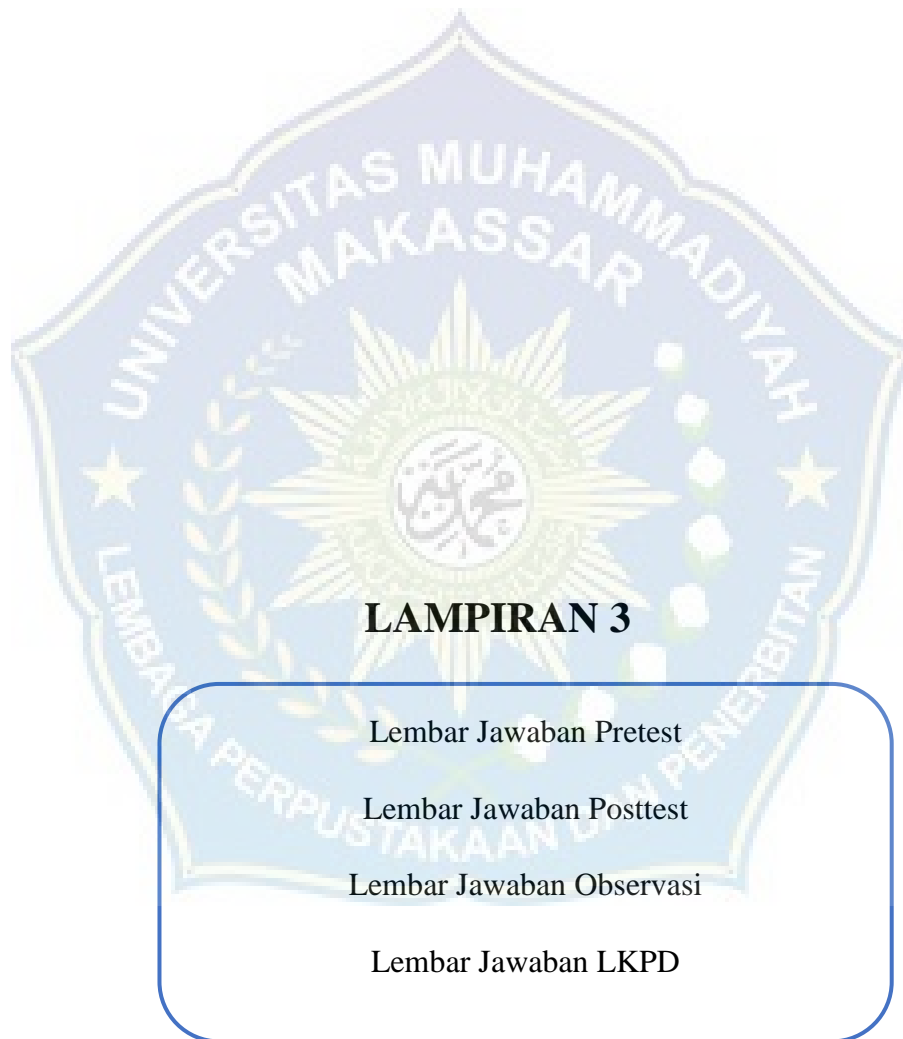 UNIVERSITAS MUHAMMADIYAH
MAKASSAR
LEMBAGA PERPUSTAKAAN DAN PENERBITAN
LAMPIRAN 3
Lembar Jawaban Pretest
Lembar Jawaban Posttest
Lembar Jawaban Observasi
Lembar Jawaban LKPD